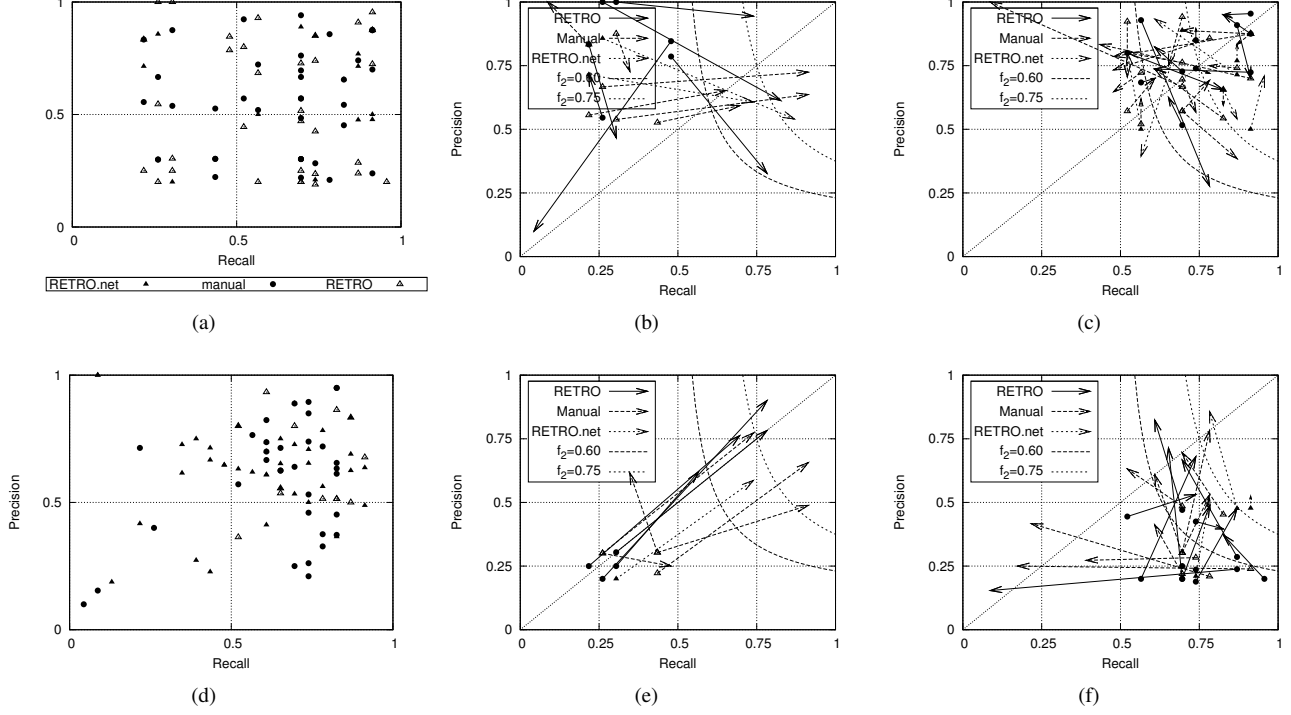 1
0.5
0
0 0.5 1
Precision
Recall
RETRO.net manual RETRO
(a)
1
0.75
0.5
0.25
0
0 0.25 0.5 0.75 1
Precision
Recall
RETRO
Manual
RETRO.net
f2=0.60
f2=0.75
(b)
1
0.75
0.5
0.25
0
0 0.25 0.5 0.75 1
Precision
Recall
RETRO
Manual
RETRO.net
f2=0.60
f2=0.75
(c)
1
0.5
0
0 0.5 1
Precision
Recall
(d)
1
0.75
0.5
0.25
0
0 0.25 0.5 0.75 1
Precision
Recall
RETRO
Manual
RETRO.net
f2=0.60
f2=0.75
(e)
1
0.75
0.5
0.25
0
0 0.25 0.5 0.75 1
Precision
Recall
RETRO
Manual
RETRO.net
f2=0.60
f2=0.75
(f)